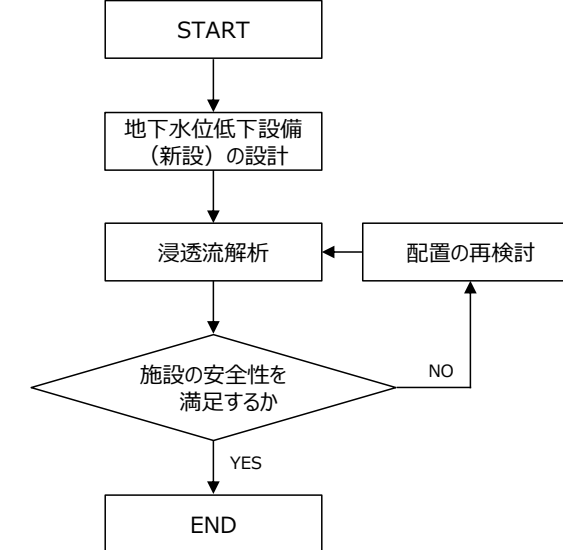 START
地下水位低下設備
（新設）の設計
浸透流解析
配置の再検討
施設の安全性を
満足するか
NO
YES
END